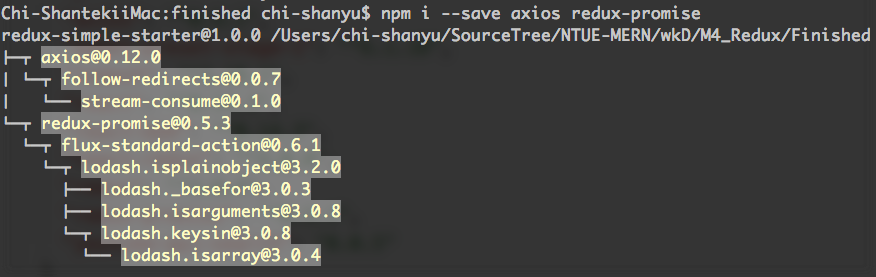 Chi-ShantekiiMac:finished chi-shanyu$ npm i --save axios redux-promise
redux-simple-starter@1.0.0 /Users/chi-shanyu/SourceTree/NTUE-MERN/wkD/M4_Redux/Finished
├─┬ axios@0.12.0
│ └─┬ follow-redirects@0.0.7
│   └── stream-consume@0.1.0
└─┬ redux-promise@0.5.3
  └─┬ flux-standard-action@0.6.1
    └─┬ lodash.isplainobject@3.2.0
      ├── lodash._basefor@3.0.3
      ├── lodash.isarguments@3.0.8
      └─┬ lodash.keysin@3.0.8
        └── lodash.isarray@3.0.4